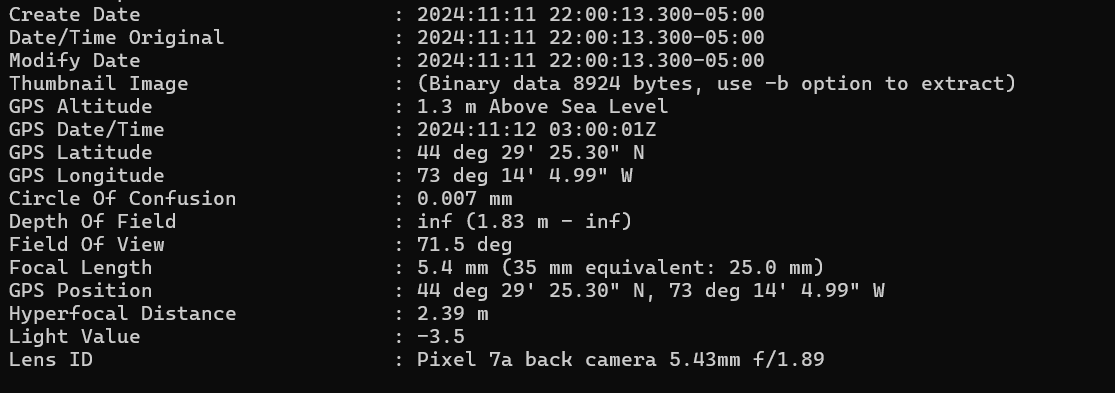 Create Date : 2024:11:11 22:00:13.300-05:00
Date/Time Original : 2024:11:11 22:00:13.300-05:00
Modify Date : 2024:11:11 22:00:13.300-05:00
Thumbnail Image : (Binary data 8924 bytes, use -b option to extract)
GPS Altitude : 1.3 m Above Sea Level
GPS Date/Time : 2024:11:12 03:00:01Z
GPS Latitude : 44 deg 29' 25.30" N
GPS Longitude : 73 deg 14' 4.99" W
Circle Of Confusion : 0.007 mm
Depth Of Field : inf (1.83 m - inf)
Field Of View : 71.5 deg
Focal Length : 5.4 mm (35 mm equivalent: 25.0 mm)
GPS Position : 44 deg 29' 25.30" N, 73 deg 14' 4.99" W
Hyperfocal Distance : 2.39 m
Light Value : -3.5
Lens ID : Pixel 7a back camera 5.43mm f/1.89